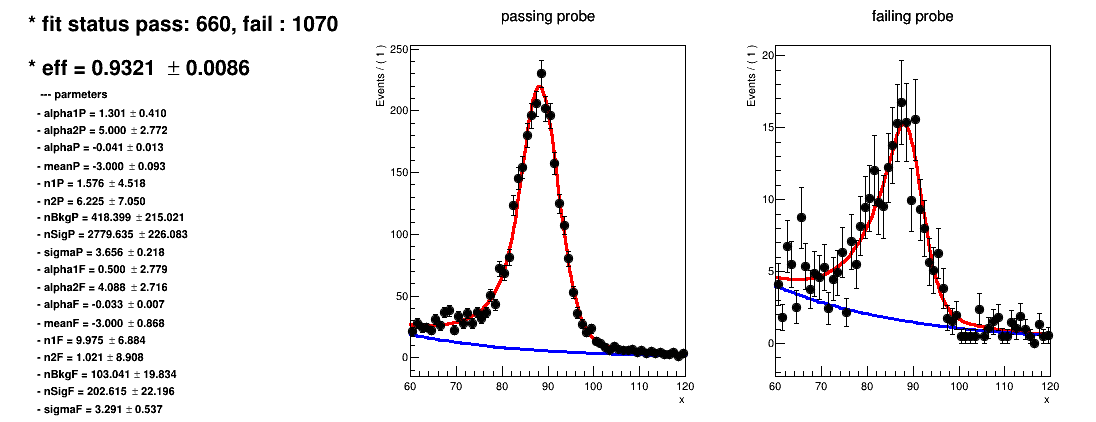 * fit status pass: 660, fail : 1070
* eff = 0.9321 ± 0.0086
--- parmeters
- alpha1P = 1.301 ± 0.410
- alpha2P = 5.000 ± 2.772
- alphaP = -0.041 ± 0.013
- meanP = -3.000 ± 0.093
- n1P = 1.576 ± 4.518
- n2P = 6.225 ± 7.050
- nBkgP = 418.399 ± 215.021
- nSigP = 2779.635 ± 226.083
- sigmaP = 3.656 ± 0.218
- alpha1F = 0.500 ± 2.779
- alpha2F = 4.088 ± 2.716
- alphaF = -0.033 ± 0.007
- meanF = -3.000 ± 0.868
- n1F = 9.975 ± 6.884
- n2F = 1.021 ± 8.908
- nBkgF = 103.041 ± 19.834
- nSigF = 202.615 ± 22.196
- sigmaF = 3.291 ± 0.537
passing probe
Events / ( 1 )
250
200
150
100
50
0
60 70 80 90 100 110 120
x
failing probe
Events / ( 1 )
20
15
10
5
0
60 70 80 90 100 110 120
x